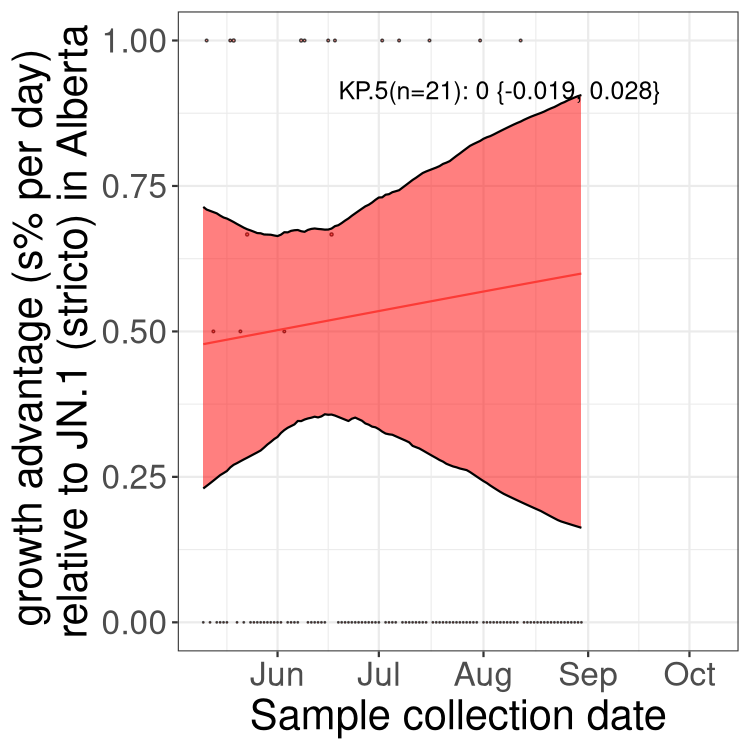 growth advantage (s% per day)
relative to JN.1 (stricto) in Alberta
1.00
0.75
0.50
0.25
0.00
KP.5(n=21): 0 {-0.019, 0.028}
Jun Jul Aug Sep Oct
Sample collection date